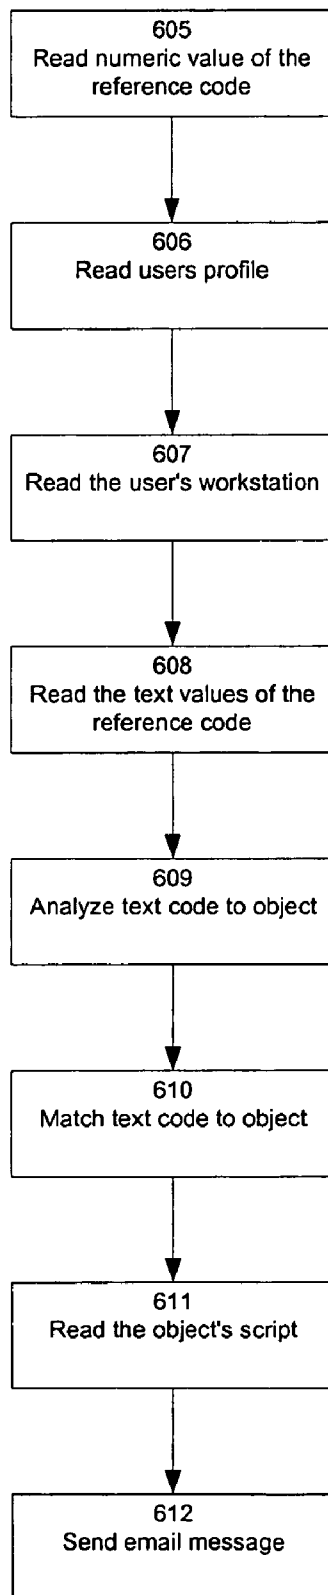 605
Read numeric value of the
reference code
606
Read users profile
607
Read the user's workstation
608
Read the text values of the
reference code
609
Analyze text code to object
610
Match text code to object
611
Read the object's script
612
Send email message